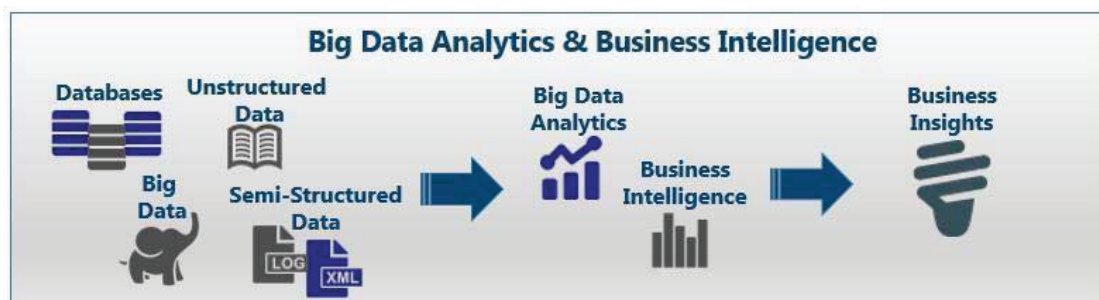 Big Data Analytics & Business Intelligence
Databases
Unstructured
Data
Big
Data
Semi-Structured
Data
LOG
XML
Big Data
Analytics
Business
Intelligence
Business
Insights